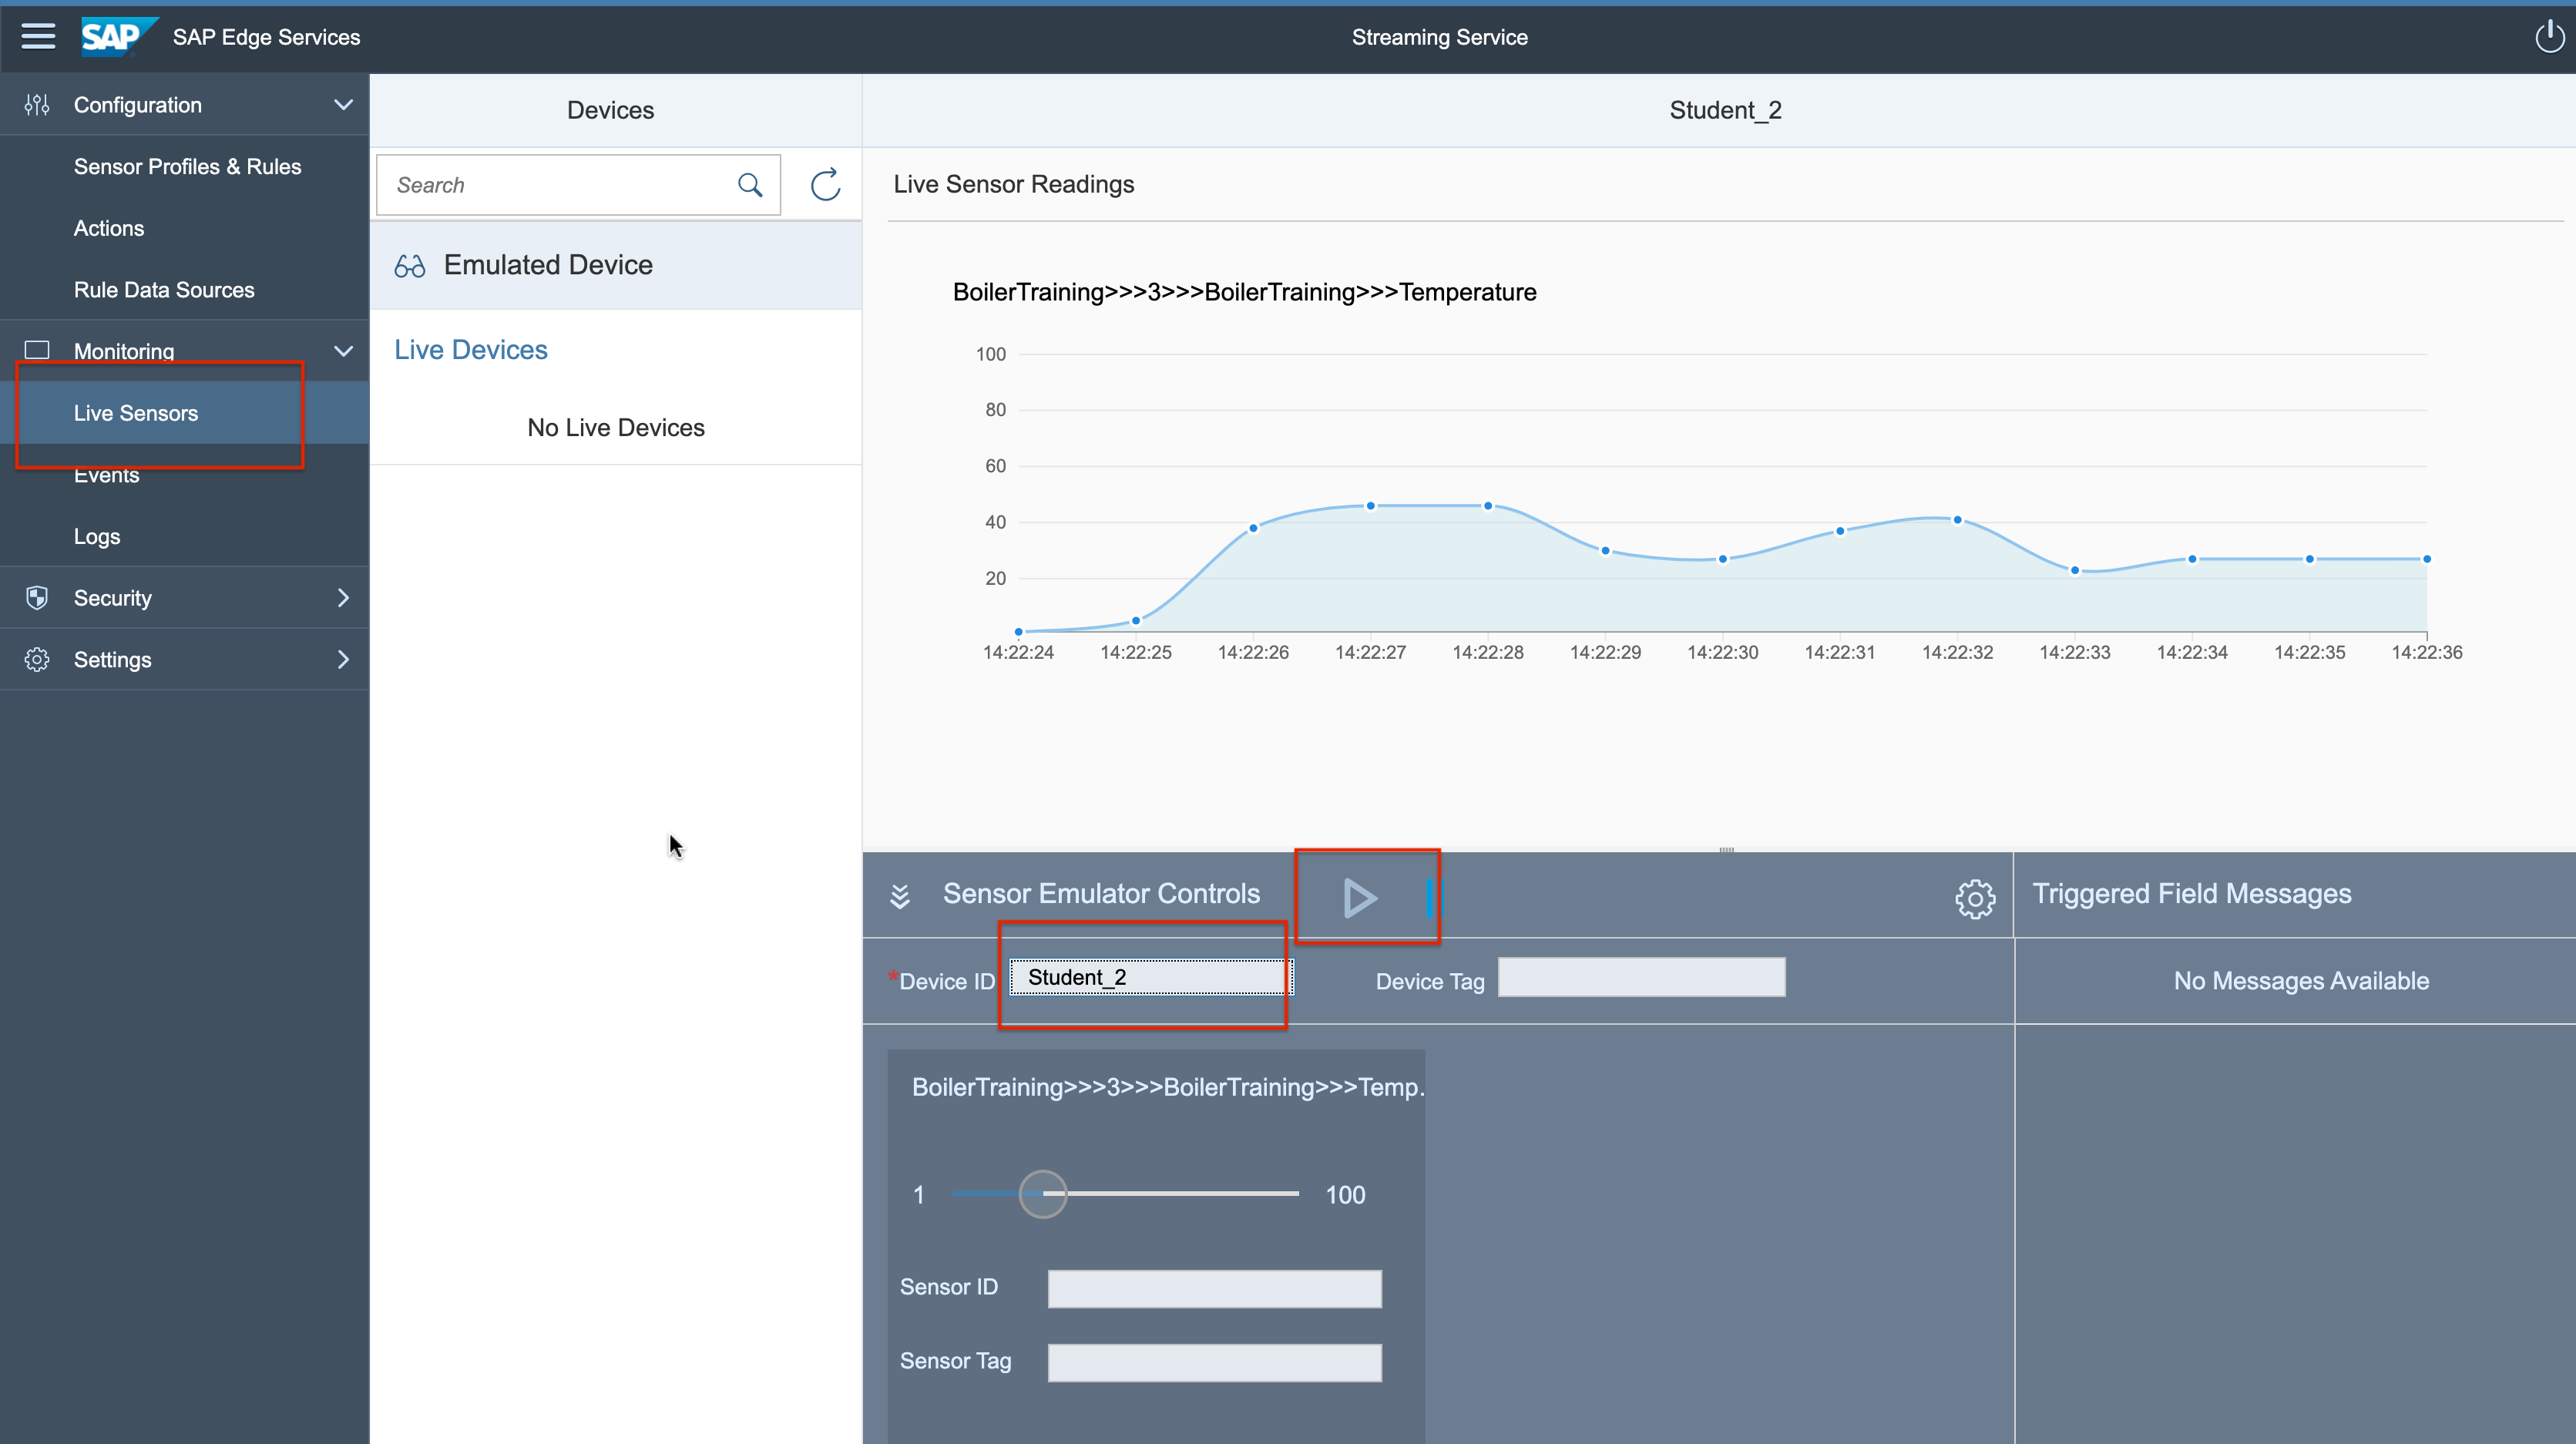 SAP SAP Edge Services
Streaming Service
Configuration
Sensor Profiles & Rules
Actions
Rule Data Sources
Monitoring
Live Sensors
Events
Logs
Security
Settings
Devices
Search
Emulated Device
Live Devices
No Live Devices
Student_2
Live Sensor Readings
BoilerTraining>>>3>>>BoilerTraining>>>Temperature
100
80
60
40
20
14:22:24 14:22:25 14:22:26 14:22:27 14:22:28 14:22:29 14:22:30 14:22:31 14:22:32 14:22:33 14:22:34 14:22:35 14:22:36
Sensor Emulator Controls
*Device ID Student_2 Device Tag
BoilerTraining>>>3>>>BoilerTraining>>>Temp.
1 100
Sensor ID
Sensor Tag
Triggered Field Messages
No Messages Available